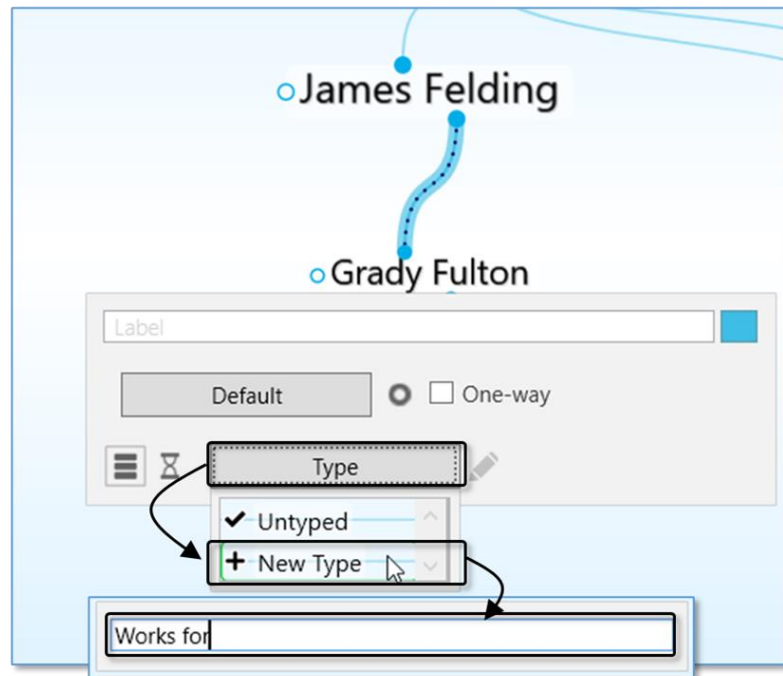 James Felding
Grady Fulton
Label
Default
One-way
Type
Untyped
New Type
Works for